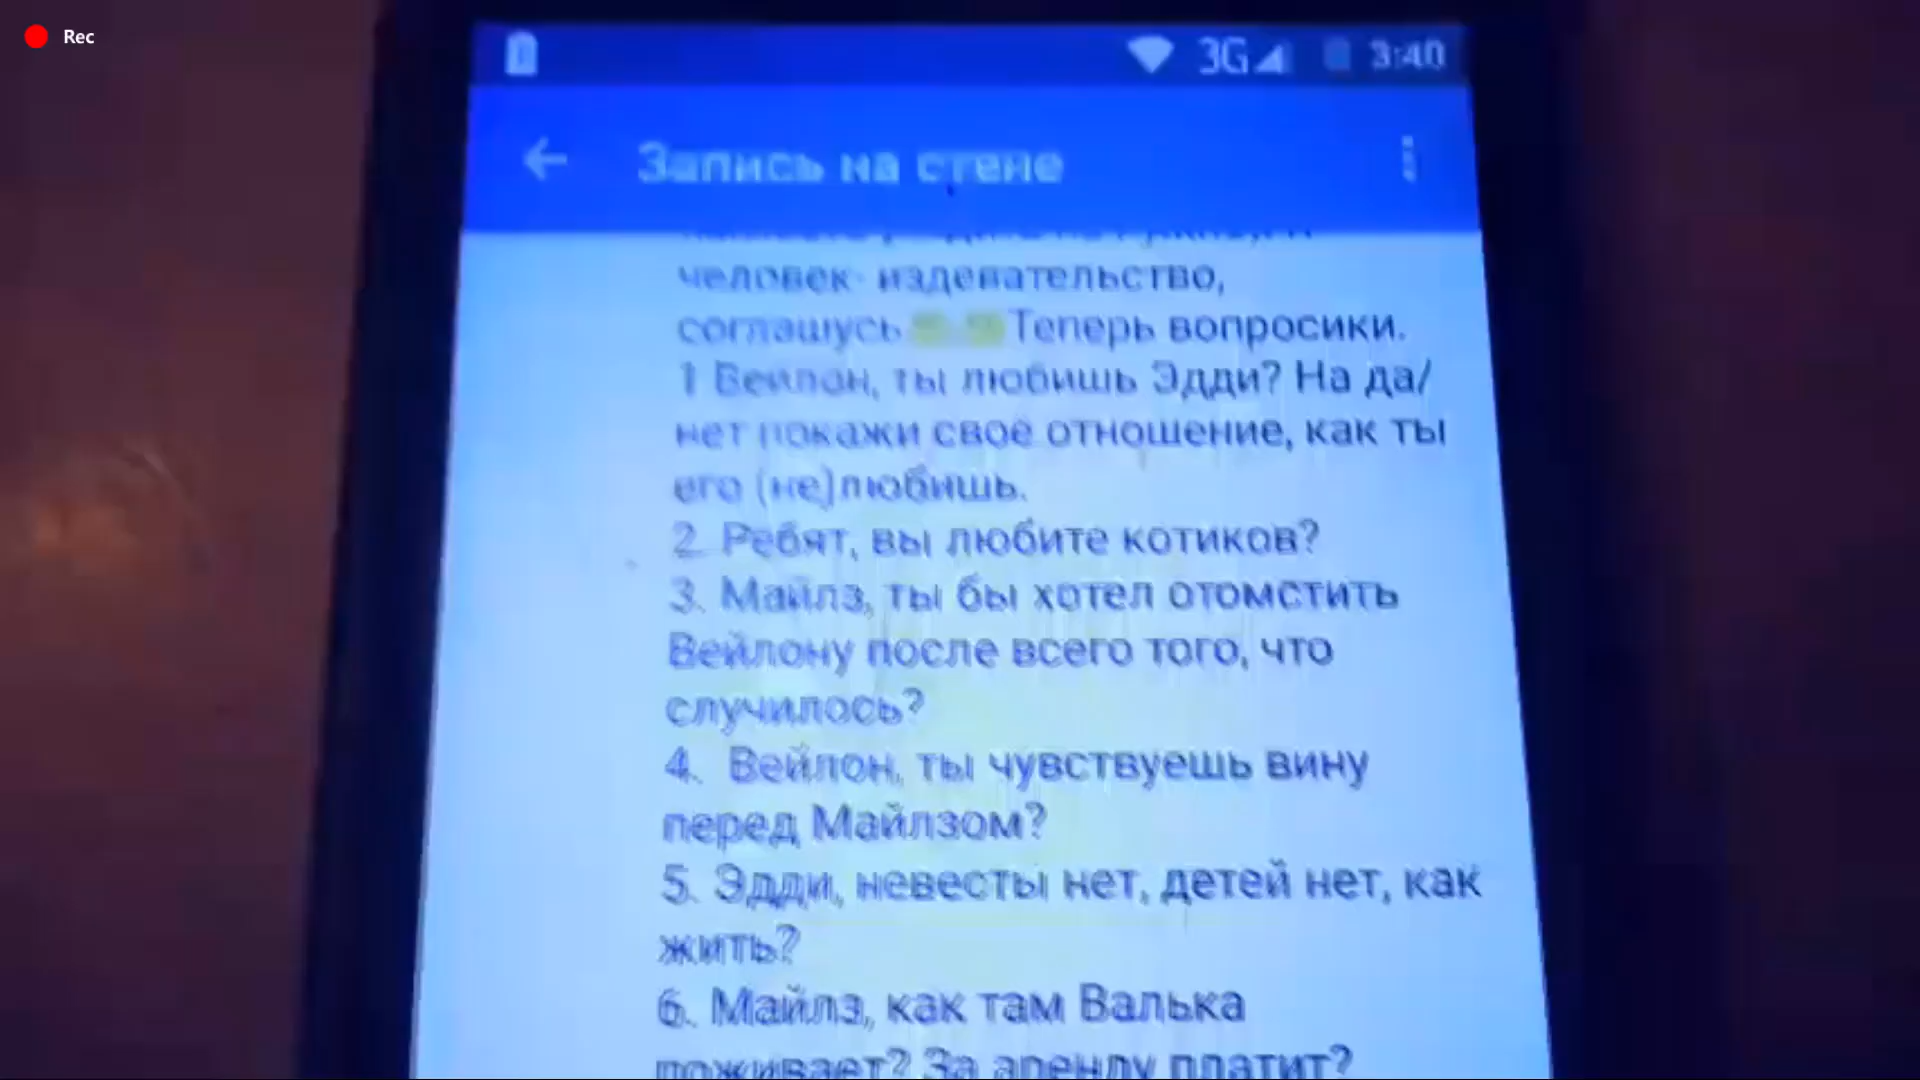 Rec
3G 3:40
Запись на стене
человек- издевательство,
соглашусь Теперь вопросики.
1 Вейлон, ты любишь Эдди? На да/
нет покажи своё отношение, как ты
его (не)любишь.
2. Ребят, вы любите котиков?
3. Майлз, ты бы хотел отомстить
Вейлону после всего того, что
случилось?
4. Вейлон, ты чувствуешь вину
перед Майлзом?
5. Эдди, невесты нет, детей нет, как
жить?
6. Майлз, как там Валька
поживает? За аренду платит?